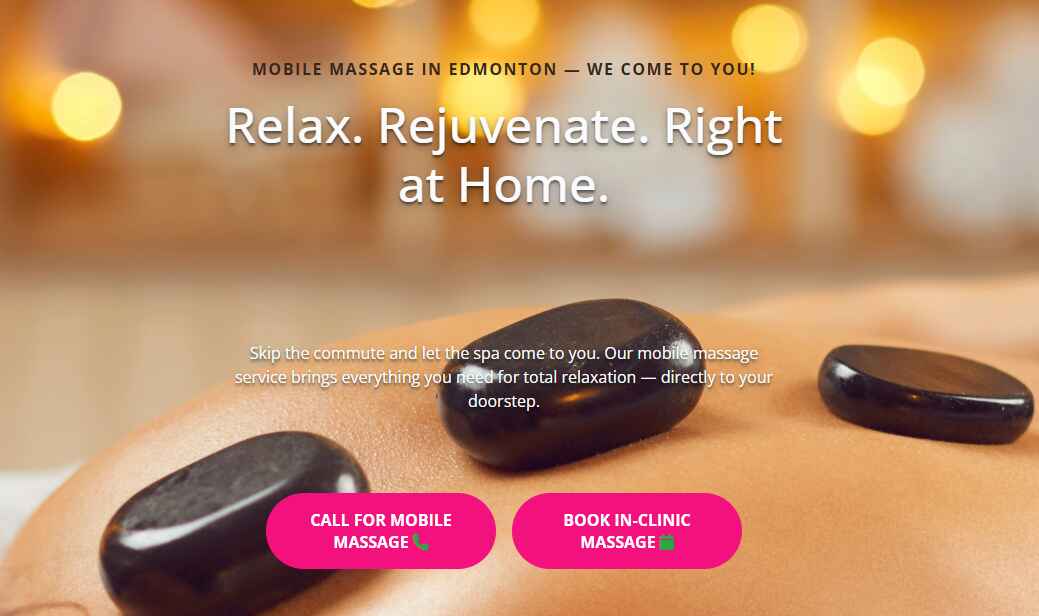 MOBILE MASSAGE IN EDMONTON — WE COME TO YOU!
Relax. Rejuvenate. Right
at Home.
Skip the commute and let the spa come to you. Our mobile massage
service brings everything you need for total relaxation — directly to your
doorstep.
CALL FOR MOBILE
MASSAGE
BOOK IN-CLINIC
MASSAGE